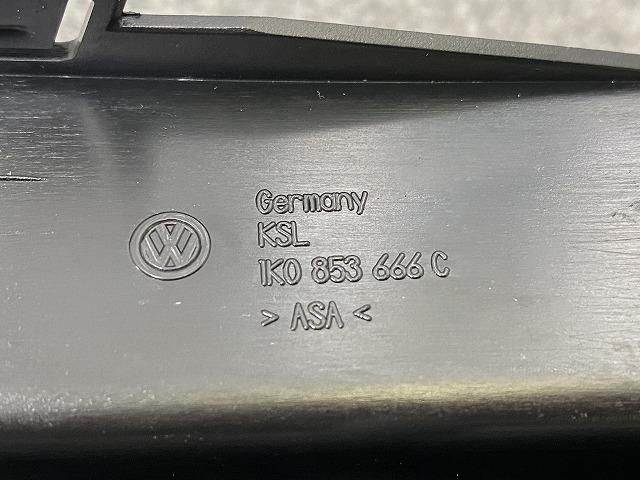 Germany
KSL
1K0 853 666 C
> ASA <